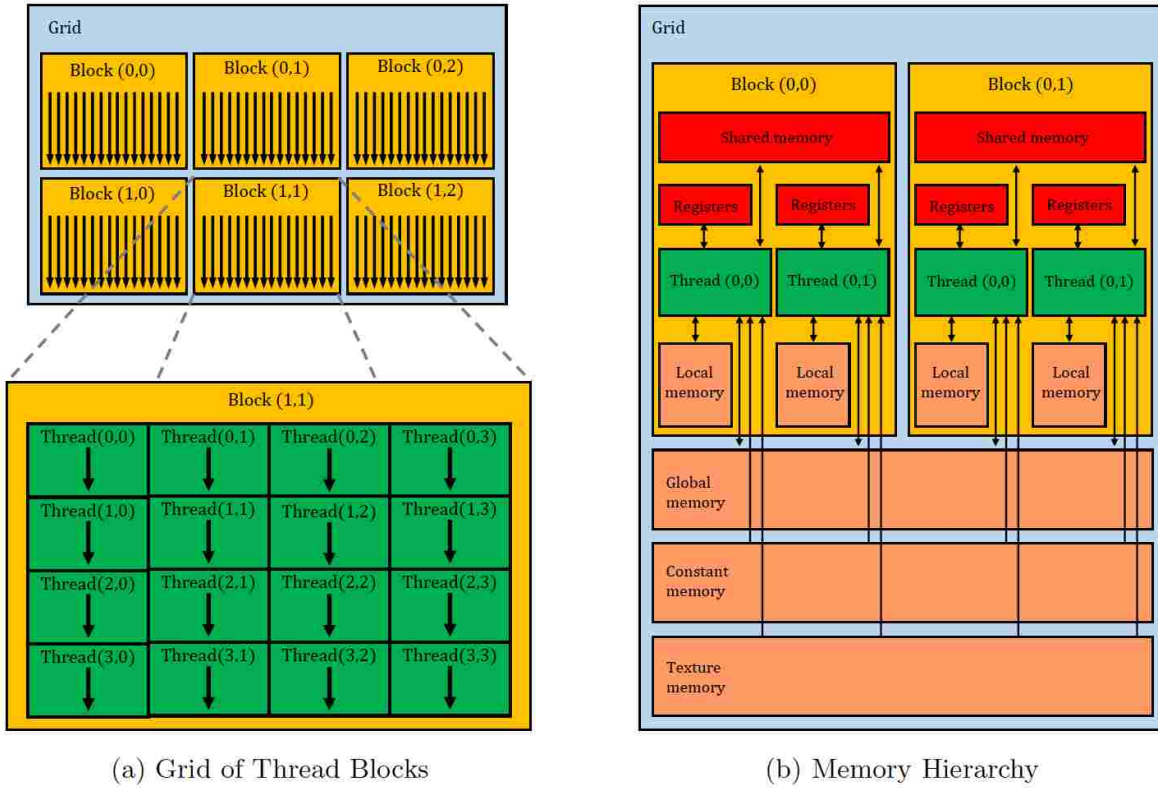 Grid
Block (0,0)
Block (0,1)
Block (0,2)
Block (1,0)
Block (1,1)
Block (1,2)
Block (1,1)
Thread(0,0)
Thread(0,1)
Thread(0,2)
Thread(0,3)
Thread(1,0)
Thread(1,1)
Thread(1,2)
Thread(1,3)
Thread(2,0)
Thread(2,1)
Thread(2,2)
Thread(2,3)
Thread(3,0)
Thread(3,1)
Thread(3,2)
Thread(3,3)
(a) Grid of Thread Blocks
Grid
Block (0,0)
Shared memory
Registers
Registers
Thread (0,0)
Thread (0,1)
Local
memory
Local
memory
Block (0,1)
Shared memory
Registers
Registers
Thread (0,0)
Thread (0,1)
Local
memory
Local
memory
Global
memory
Constant
memory
Texture
memory
(b) Memory Hierarchy